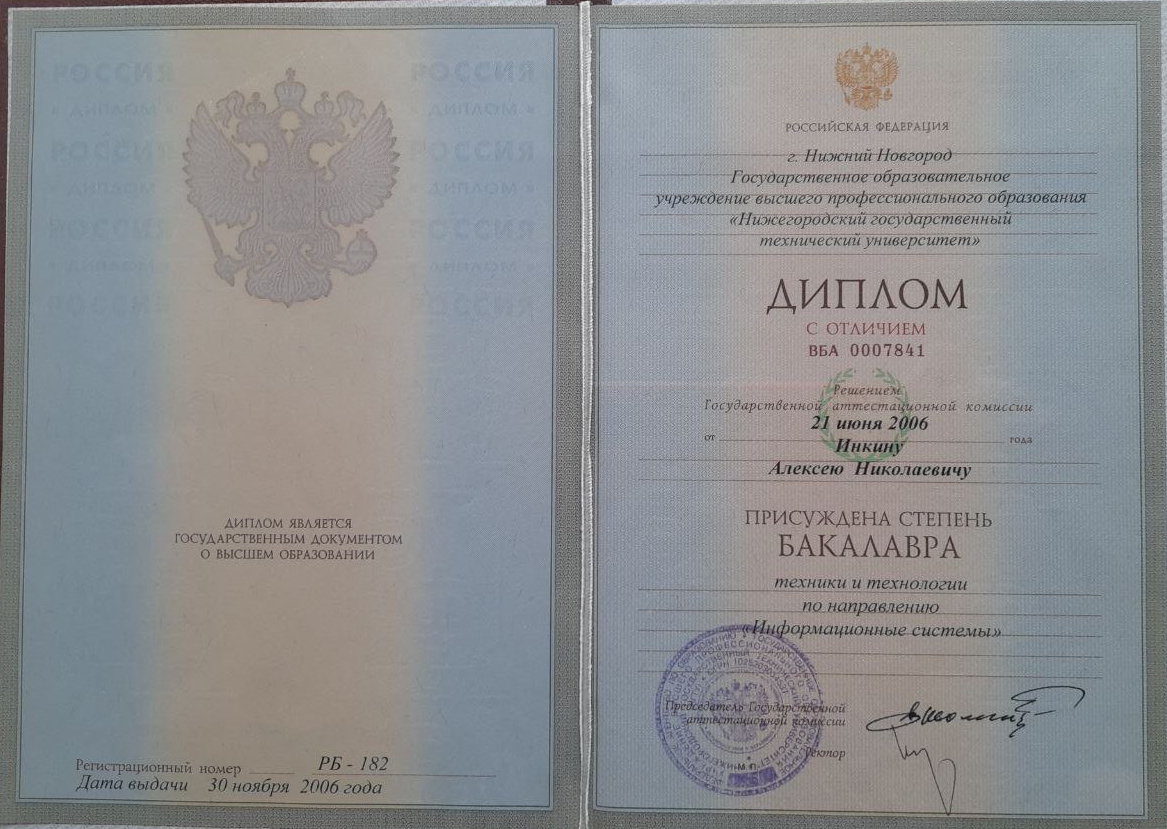 РОССИЯ РОССИЯ
ДИПЛОМ ДИПЛОМ
РОССИЯ РОССИЯ
ДИПЛОМ ДИПЛОМ
РОССИЯ РОССИЯ
ДИПЛОМ ДИПЛОМ
РОССИЯ РОССИЯ
ДИПЛОМ ЯВЛЯЕТСЯ
ГОСУДАРСТВЕННЫМ ДОКУМЕНТОМ
О ВЫСШЕМ ОБРАЗОВАНИИ
Регистрационный номер РБ - 182
Дата выдачи 30 ноября 2006 года
РОССИЙСКАЯ ФЕДЕРАЦИЯ
г. Нижний Новгород
Государственное образовательное
учреждение высшего профессионального образования
«Нижегородский государственный
технический университет»
ДИПЛОМ
С ОТЛИЧИЕМ
ВБА 0007841
Решением
Государственной аттестационной комиссии
от 21 июня 2006 года
Инкину
Алексею Николаевичу
ПРИСУЖДЕНА СТЕПЕНЬ
БАКАЛАВРА
техники и технологии
по направлению
«Информационные системы»
Председатель Государственной
аттестационной комиссии
Ректор